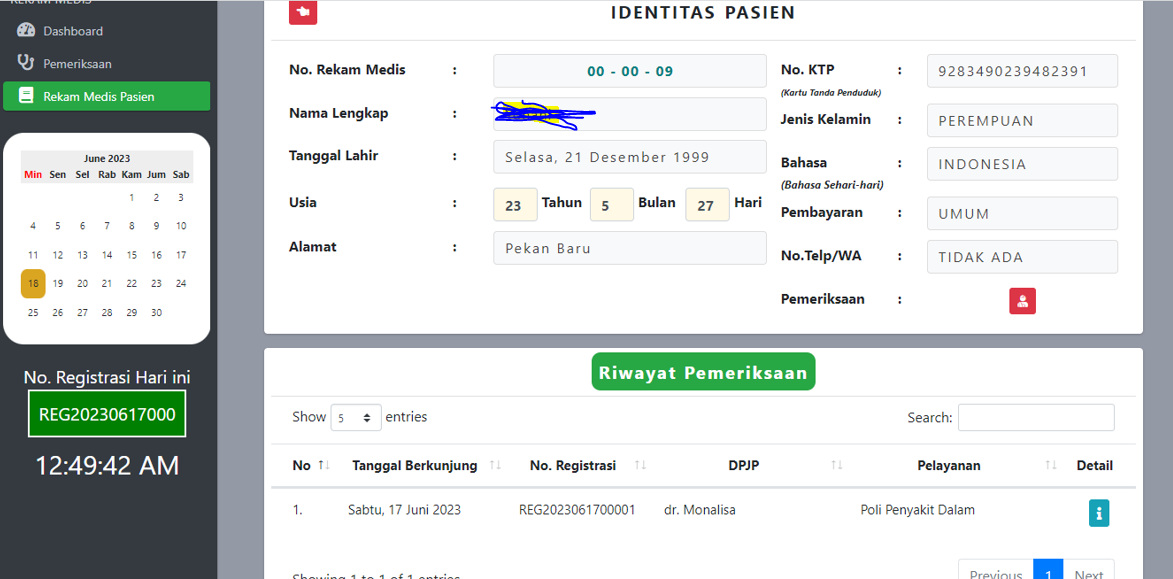 REKAM MEDIS
Dashboard
Pemeriksaan
Rekam Medis Pasien
June 2023
Min Sen Sel Rab Kam Jum Sab
1 2 3
4 5 6 7 8 9 10
11 12 13 14 15 16 17
18 19 20 21 22 23 24
25 26 27 28 29 30
No. Registrasi Hari ini
REG20230617000
12:49:42 AM
IDENTITAS PASIEN
No. Rekam Medis : 00 - 00 - 09
Nama Lengkap :
Tanggal Lahir : Selasa, 21 Desember 1999
Usia : 23 Tahun 5 Bulan 27 Hari
Alamat : Pekan Baru
No. KTP : 9283490239482391
(Kartu Tanda Penduduk)
Jenis Kelamin : PEREMPUAN
Bahasa : INDONESIA
(Bahasa Sehari-hari)
Pembayaran : UMUM
No.Telp/WA : TIDAK ADA
Pemeriksaan :
Riwayat Pemeriksaan
Show 5 entries
Search:
No Tanggal Berkunjung No. Registrasi DPJP Pelayanan Detail
1. Sabtu, 17 Juni 2023 REG2023061700001 dr. Monalisa Poli Penyakit Dalam
Showing 1 to 1 of 1 entries
Previous 1 Next